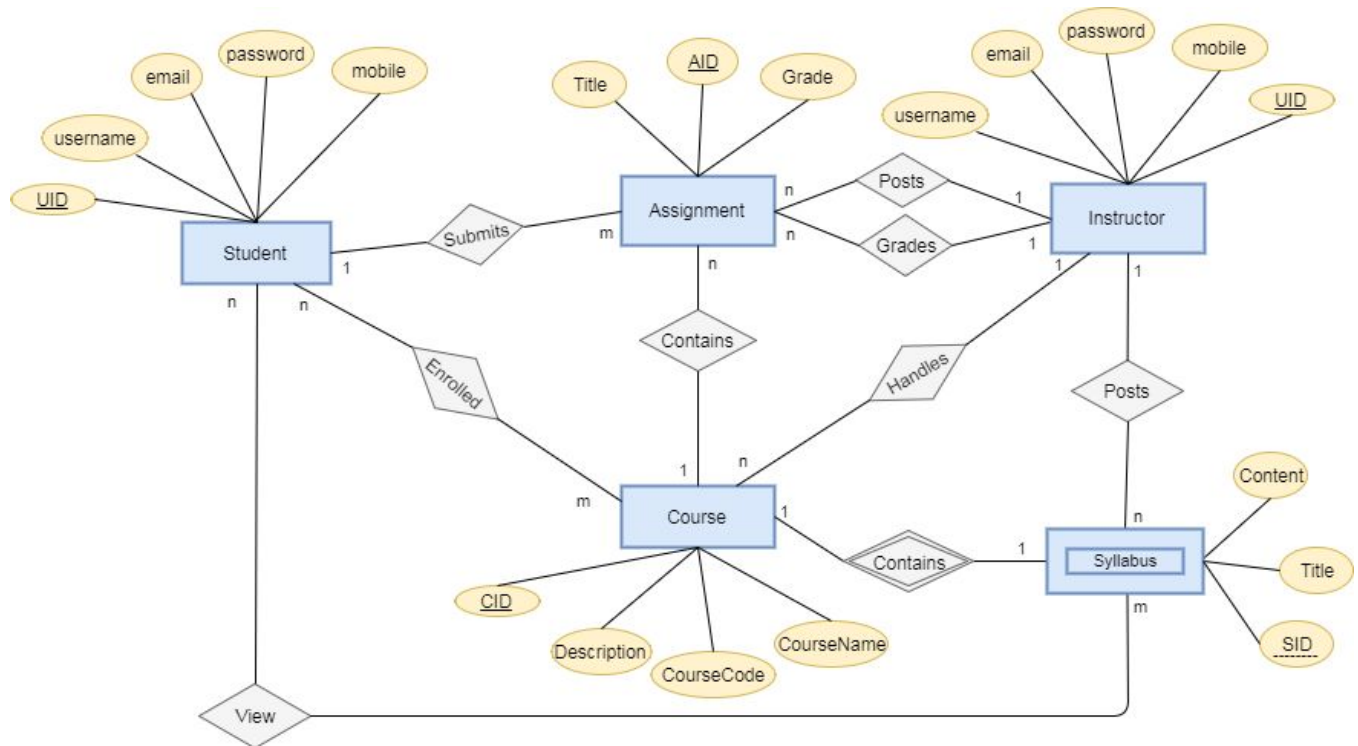 password
email
mobile
username
UID
Student
AID
Title
Grade
Assignment
password
email
mobile
username
UID
Instructor
n
Posts
1
n
Grades
1
1
Submits
m
n
n
n
1
1
Contains
Enrolled
Handles
Posts
1
n
m
Course
1
Contains
1
n
Syllabus
m
Content
Title
SID
CID
Description
CourseCode
CourseName
View